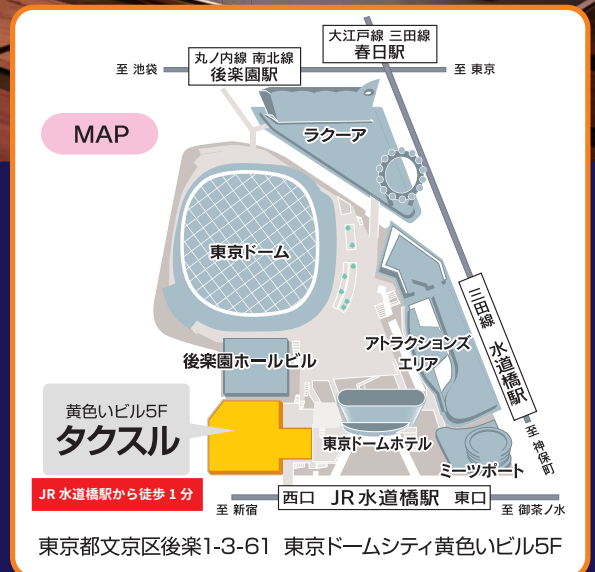 大江戸線 三田線
春日駅
丸ノ内線 南北線
後楽園駅
至 池袋
至 東京
MAP
ラクーア
東京ドーム
三田線 水道橋駅
アトラクションズ
エリア
後楽園ホールビル
黄色いビル5F
タクスル
東京ドームホテル
至 神保町
ミーツポート
JR 水道橋駅から徒歩 1 分
西口 JR水道橋駅 東口
至 新宿
至 御茶ノ水
東京都文京区後楽1-3-61 東京ドームシティ黄色いビル5F